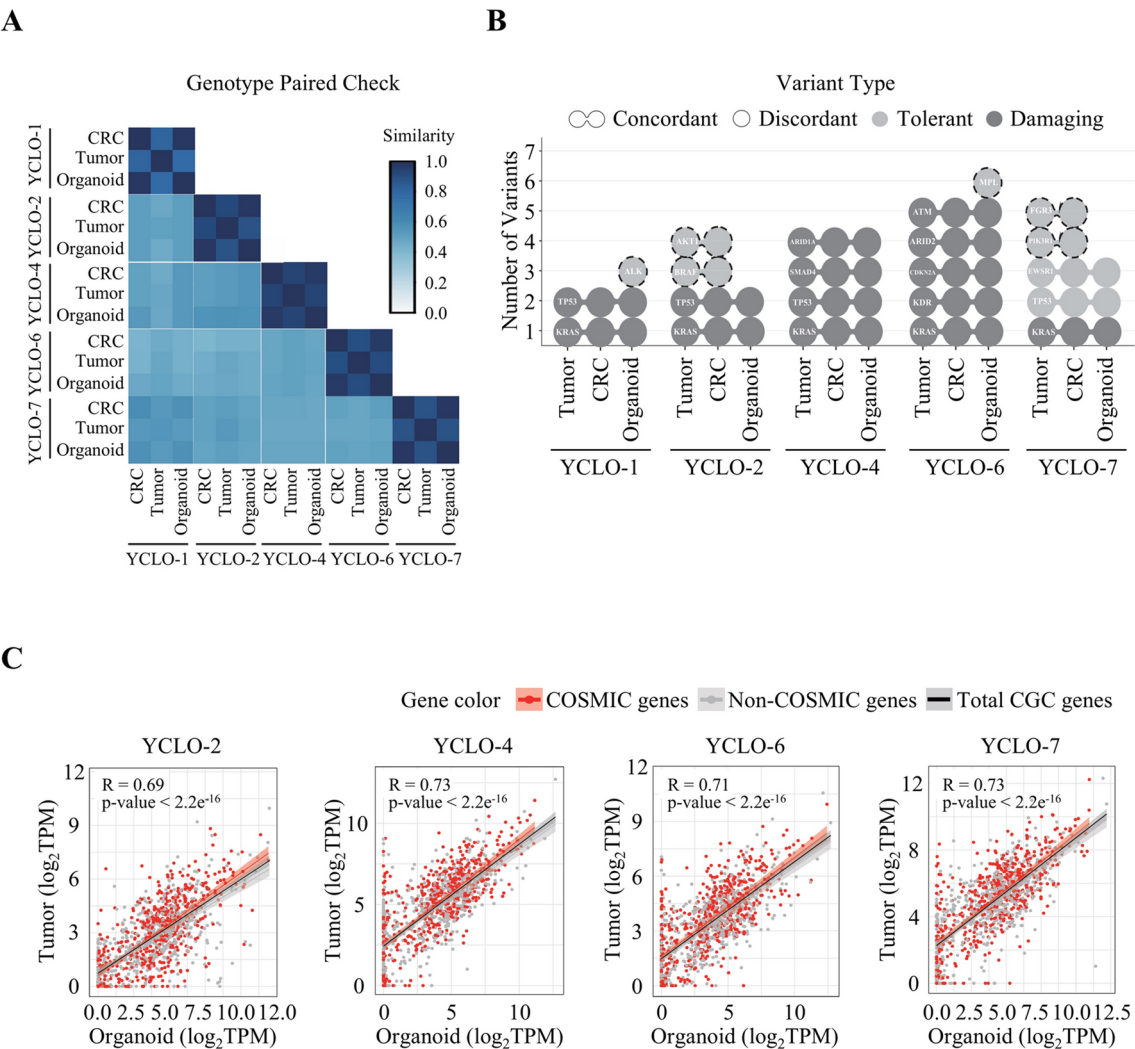 A
Genotype Paired Check
YCLO-1
CRC
Tumor
Organoid
YCLO-2
CRC
Tumor
Organoid
YCLO-4
CRC
Tumor
Organoid
YCLO-6
CRC
Tumor
Organoid
YCLO-7
CRC
Tumor
Organoid
Similarity
1.0
0.8
0.6
0.4
0.2
0.0
CRC
Tumor
Organoid
CRC
Tumor
Organoid
CRC
Tumor
Organoid
CRC
Tumor
Organoid
CRC
Tumor
Organoid
YCLO-1 YCLO-2 YCLO-4 YCLO-6 YCLO-7
B
Variant Type
Concordant Discordant Tolerant Damaging
Number of Variants
7
6
5
4
3
2
1
ALK
TP53
KRAS
AKT1
BRAF
TP53
KRAS
ARID1A
SMAD4
TP53
KRAS
MPL
ATM
ARID2
CDKN2A
KDR
KRAS
FGR3
PIK3R1
EWSR1
TP53
KRAS
Tumor
CRC
Organoid
Tumor
CRC
Organoid
Tumor
CRC
Organoid
Tumor
CRC
Organoid
Tumor
CRC
Organoid
YCLO-1 YCLO-2 YCLO-4 YCLO-6 YCLO-7
C
Gene color COSMIC genes Non-COSMIC genes Total CGC genes
YCLO-2
R = 0.69
p-value < 2.2e-16
Tumor (log2TPM)
12
9
6
3
0
0.0 2.5 5.0 7.5 10.0 12.0
Organoid (log2TPM)
YCLO-4
R = 0.73
p-value < 2.2e-16
Tumor (log2TPM)
10
5
0
0 5 10
Organoid (log2TPM)
YCLO-6
R = 0.71
p-value < 2.2e-16
Tumor (log2TPM)
12
9
6
3
0
0 5 10
Organoid (log2TPM)
YCLO-7
R = 0.73
p-value < 2.2e-16
Tumor (log2TPM)
12
8
4
0
0.0 2.5 5.0 7.5 10.0 12.5
Organoid (log2TPM)